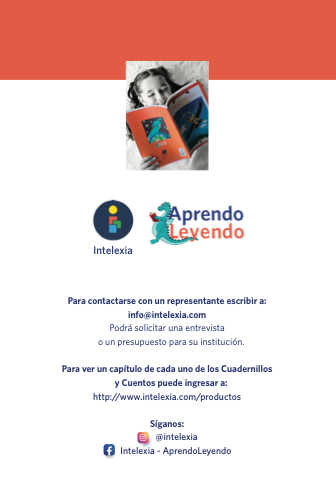 Intelexia
Aprendo
Leyendo
Para contactarse con un representante escribir a:
info@intelexia.com
Podrá solicitar una entrevista
o un presupuesto para su institución.
Para ver un capítulo de cada uno de los Cuadernillos
y Cuentos puede ingresar a:
http://www.intelexia.com/productos
Síganos:
@intelexia
Intelexia - AprendoLeyendo